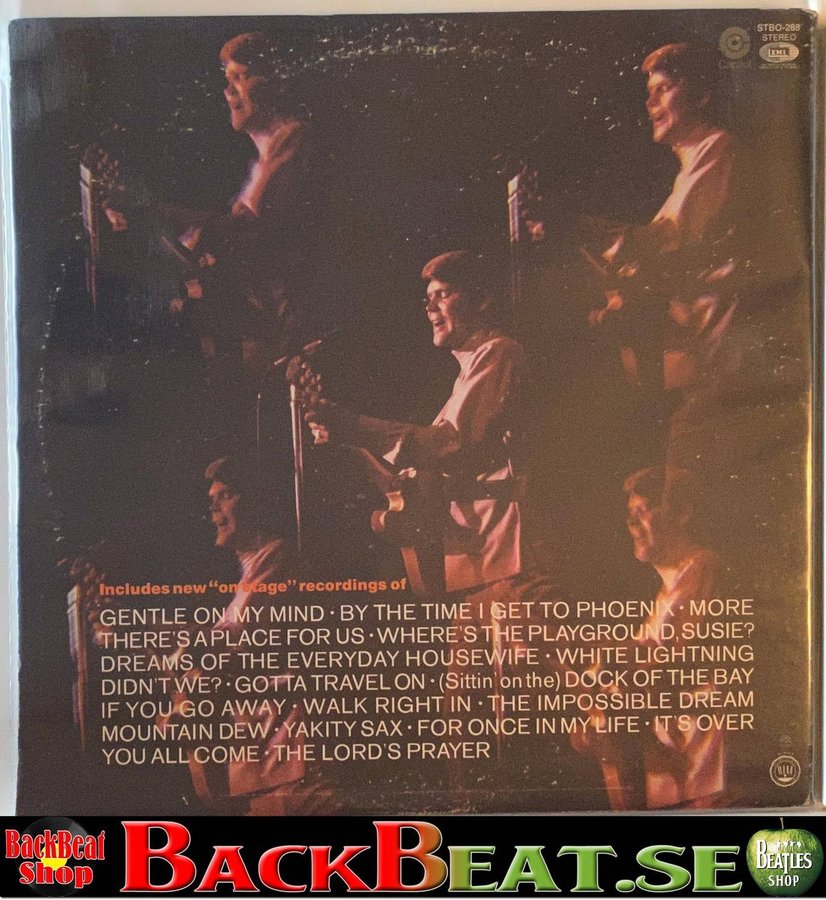 STBO-268
STEREO
Capitol
EMI
Includes new "on stage" recordings of
GENTLE ON MY MIND · BY THE TIME I GET TO PHOENIX · MORE
THERE'S A PLACE FOR US · WHERE'S THE PLAYGROUND, SUSIE?
DREAMS OF THE EVERYDAY HOUSEWIFE · WHITE LIGHTNING
DIDN'T WE? · GOTTA TRAVEL ON · (Sittin' on the) DOCK OF THE BAY
IF YOU GO AWAY · WALK RIGHT IN · THE IMPOSSIBLE DREAM
MOUNTAIN DEW · YAKITY SAX · FOR ONCE IN MY LIFE · IT'S OVER
YOU ALL COME · THE LORD'S PRAYER
BackBeat
Shop
BACKBEAT.SE
BEATLES
SHOP